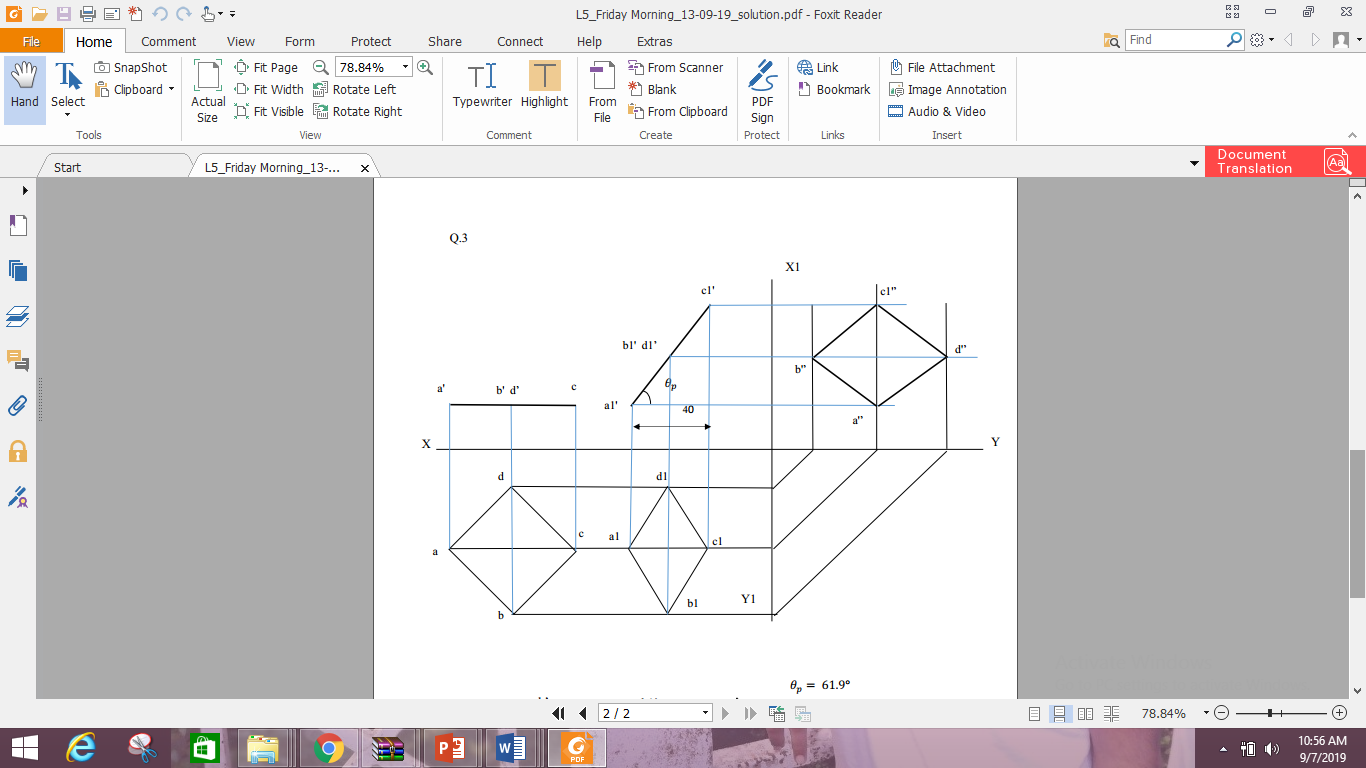 L5_Friday Morning_13-09-19_solution.pdf - Foxit Reader
File Home Comment View Form Protect Share Connect Help Extras
Find
Hand
Select
SnapShot
Clipboard
Tools
Actual Size
Fit Page
Fit Width
Fit Visible
78.84%
Rotate Left
Rotate Right
View
Typewriter
Highlight
Comment
From File
From Scanner
Blank
From Clipboard
Create
PDF Sign
Protect
Link
Bookmark
Links
File Attachment
Image Annotation
Audio & Video
Insert
Start
L5_Friday Morning_13-...
Document Translation
Aa
Q.3
X1
c1'
c1"
b1' d1'
d"
b"
θp
a'
b' d'
c
a1'
40
a"
X
Y
d
d1
a
c
a1
c1
b
b1
Y1
θp = 61.9°
2 / 2
78.84%
PDF
10:56 AM
9/7/2019